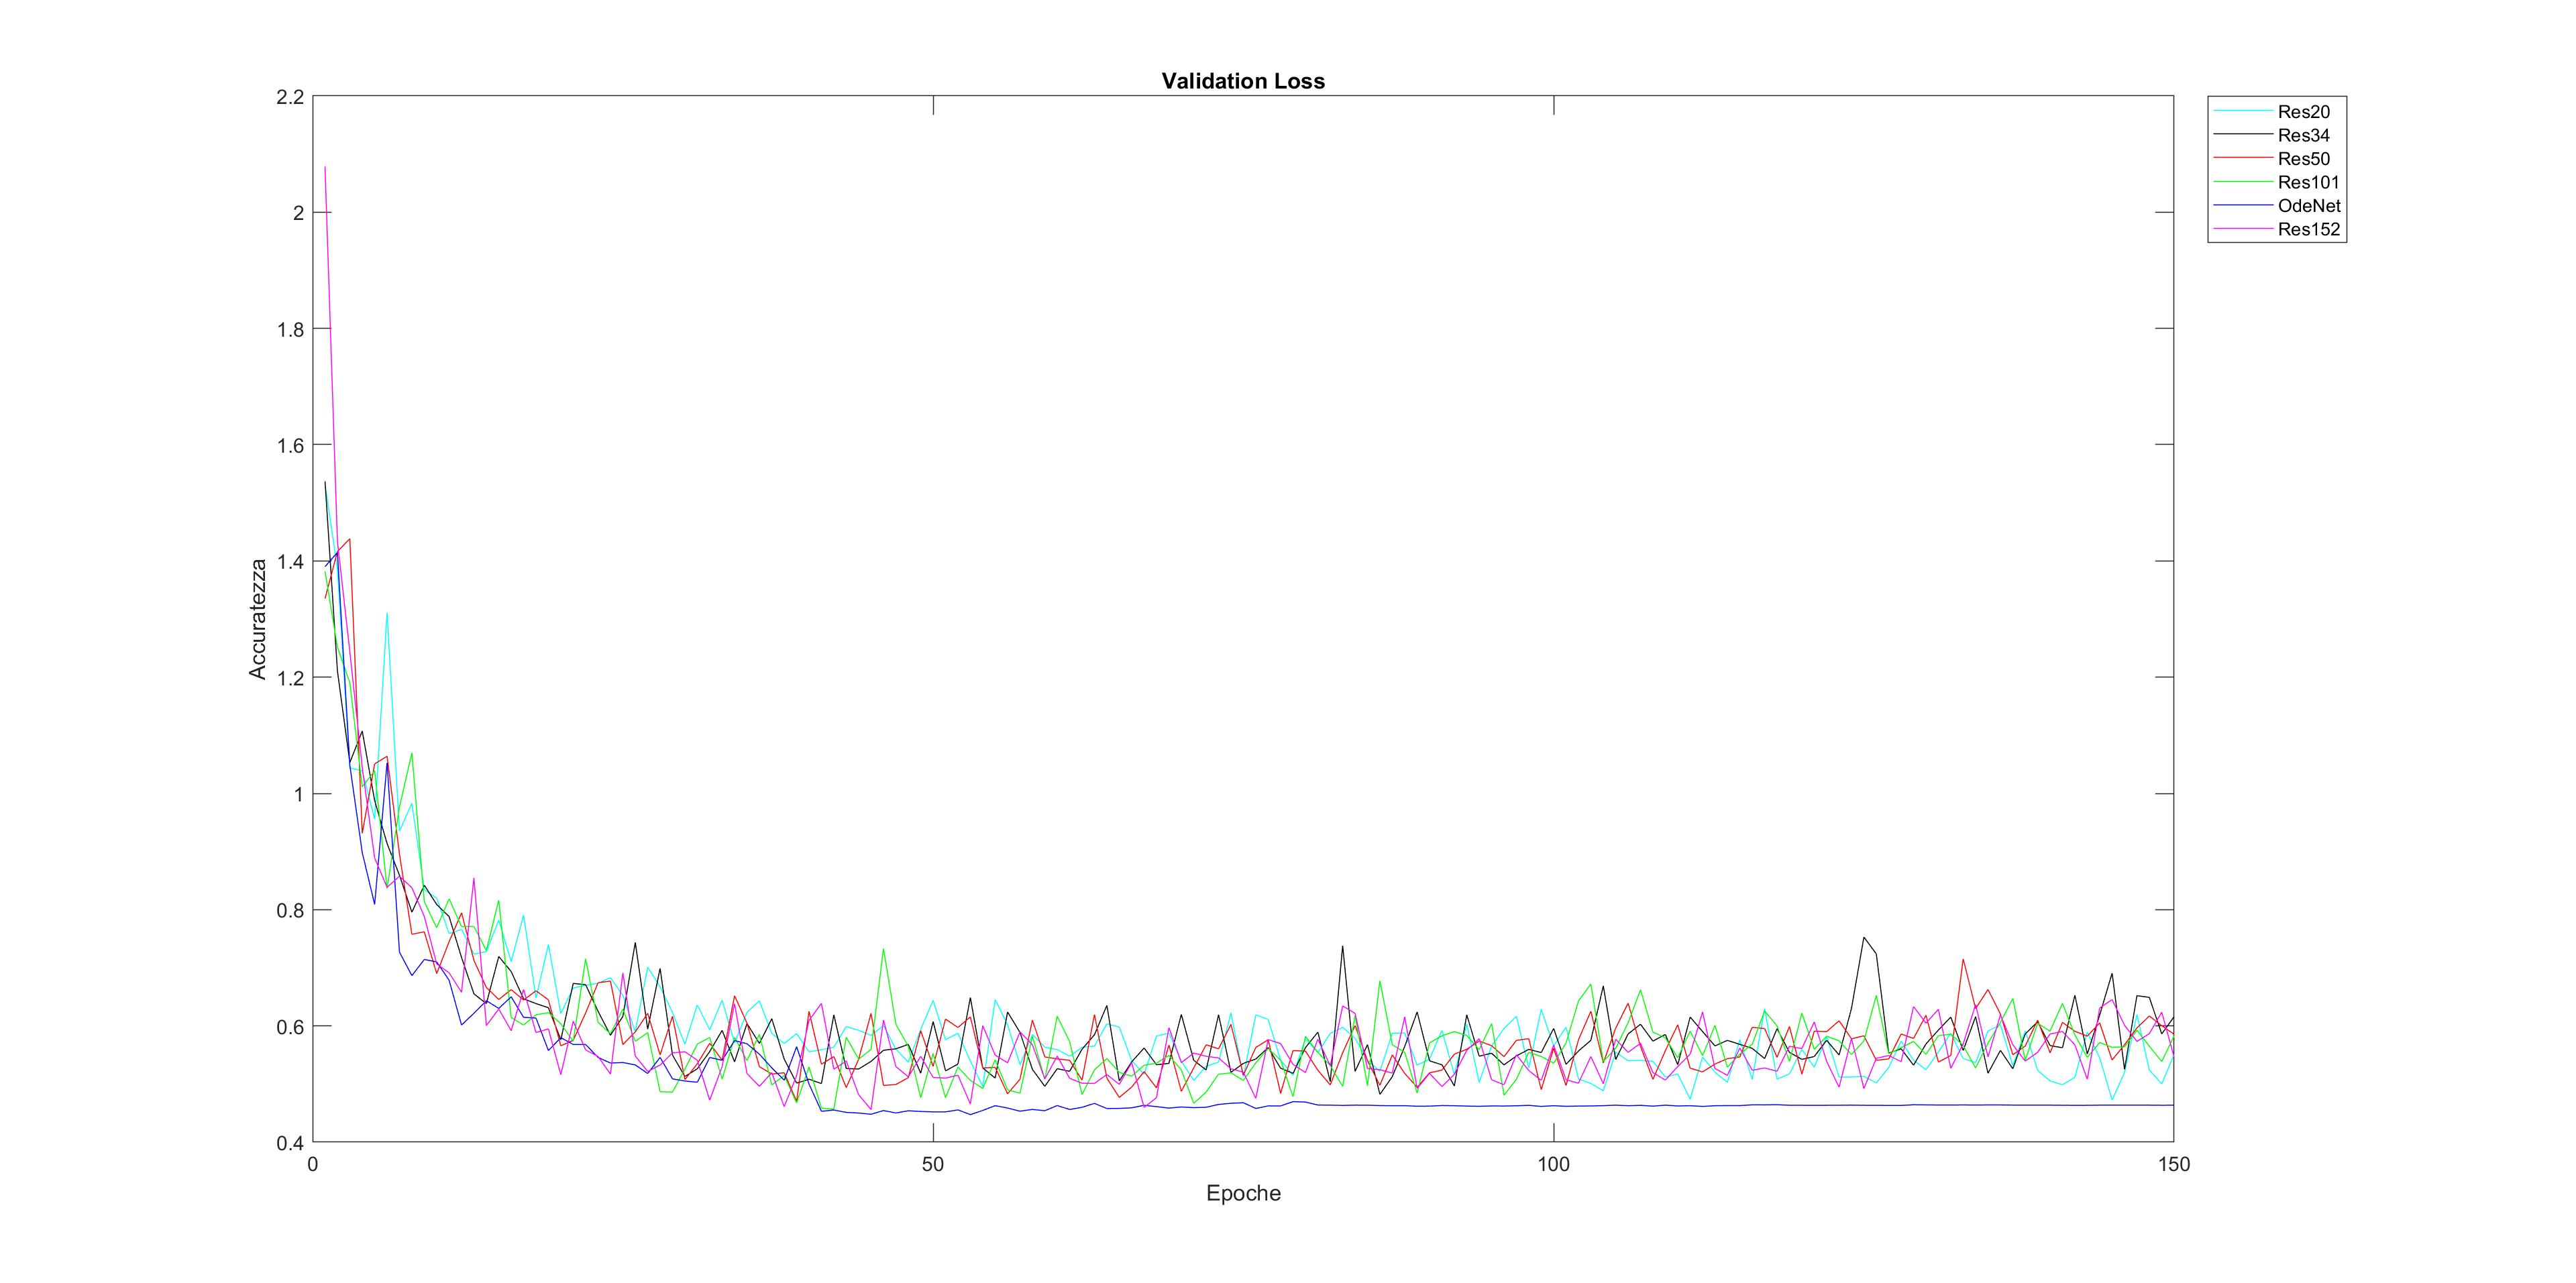 Validation Loss
2.2
2
1.8
1.6
1.4
1.2
1
0.8
0.6
0.4
Accuratezza
0
50
100
150
Epoche
Res20
Res34
Res50
Res101
OdeNet
Res152